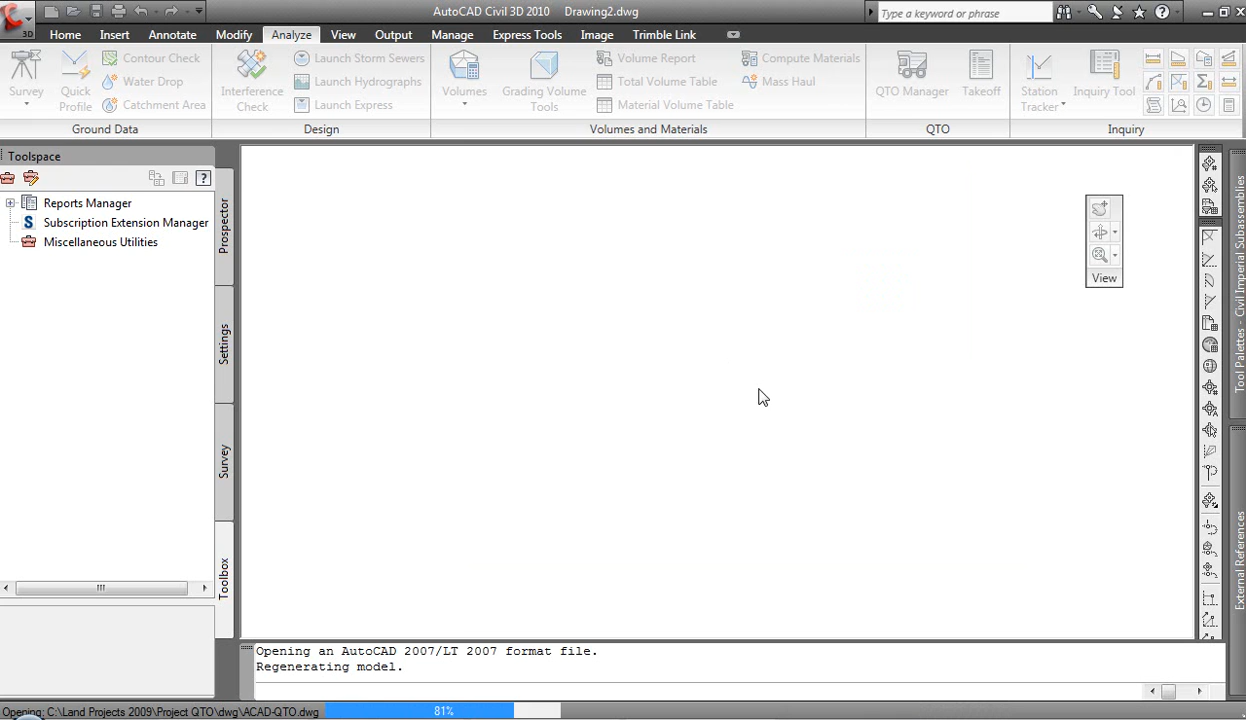 AutoCAD Civil 3D 2010 Drawing2.dwg
Type a keyword or phrase
3D
Home Insert Annotate Modify Analyze View Output Manage Express Tools Image Trimble Link
Survey
Quick Profile
Contour Check
Water Drop
Catchment Area
Ground Data
Interference Check
Launch Storm Sewers
Launch Hydrographs
Launch Express
Design
Volumes
Grading Volume Tools
Volume Report
Total Volume Table
Material Volume Table
Compute Materials
Mass Haul
Volumes and Materials
QTO Manager
Takeoff
QTO
Station Tracker
Inquiry Tool
Inquiry
Toolspace
Reports Manager
Subscription Extension Manager
Miscellaneous Utilities
Prospector
Settings
Survey
Toolbox
View
Tool Palettes - Civil Imperial Subassemblies
External References
Opening an AutoCAD 2007/LT 2007 format file.
Regenerating model.
Opening: C:\Land Projects 2009\Project QTO\dwg\ACAD-QTO.dwg 81%